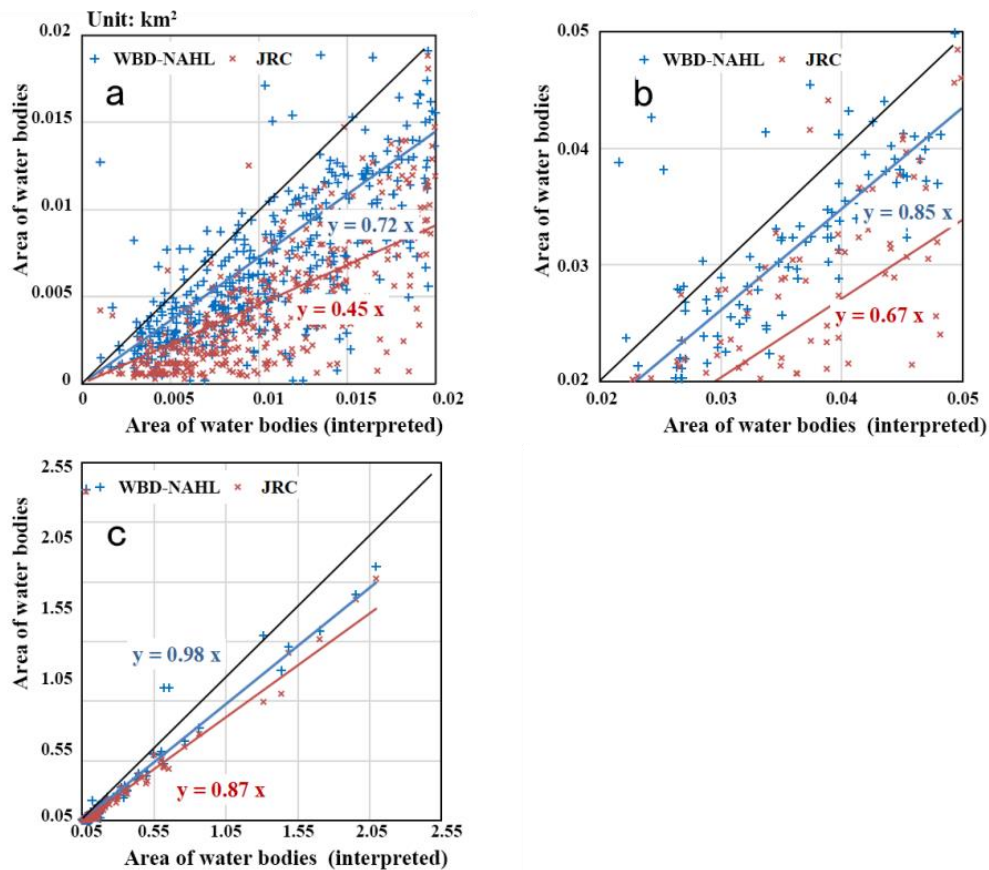 Unit: km²
0.02
WBD-NAHL JRC
a
0.015
Area of water bodies
0.01
y = 0.72 x
0.005
y = 0.45 x
0
0.005 0.01 0.015 0.02
Area of water bodies (interpreted)
0.05
WBD-NAHL JRC
b
0.04
Area of water bodies
y = 0.85 x
0.03
y = 0.67 x
0.02
0.02 0.03 0.04 0.05
Area of water bodies (interpreted)
2.55
WBD-NAHL JRC
c
2.05
Area of water bodies
1.55
y = 0.98 x
1.05
0.55
y = 0.87 x
0.05
0.05 0.55 1.05 1.55 2.05 2.55
Area of water bodies (interpreted)